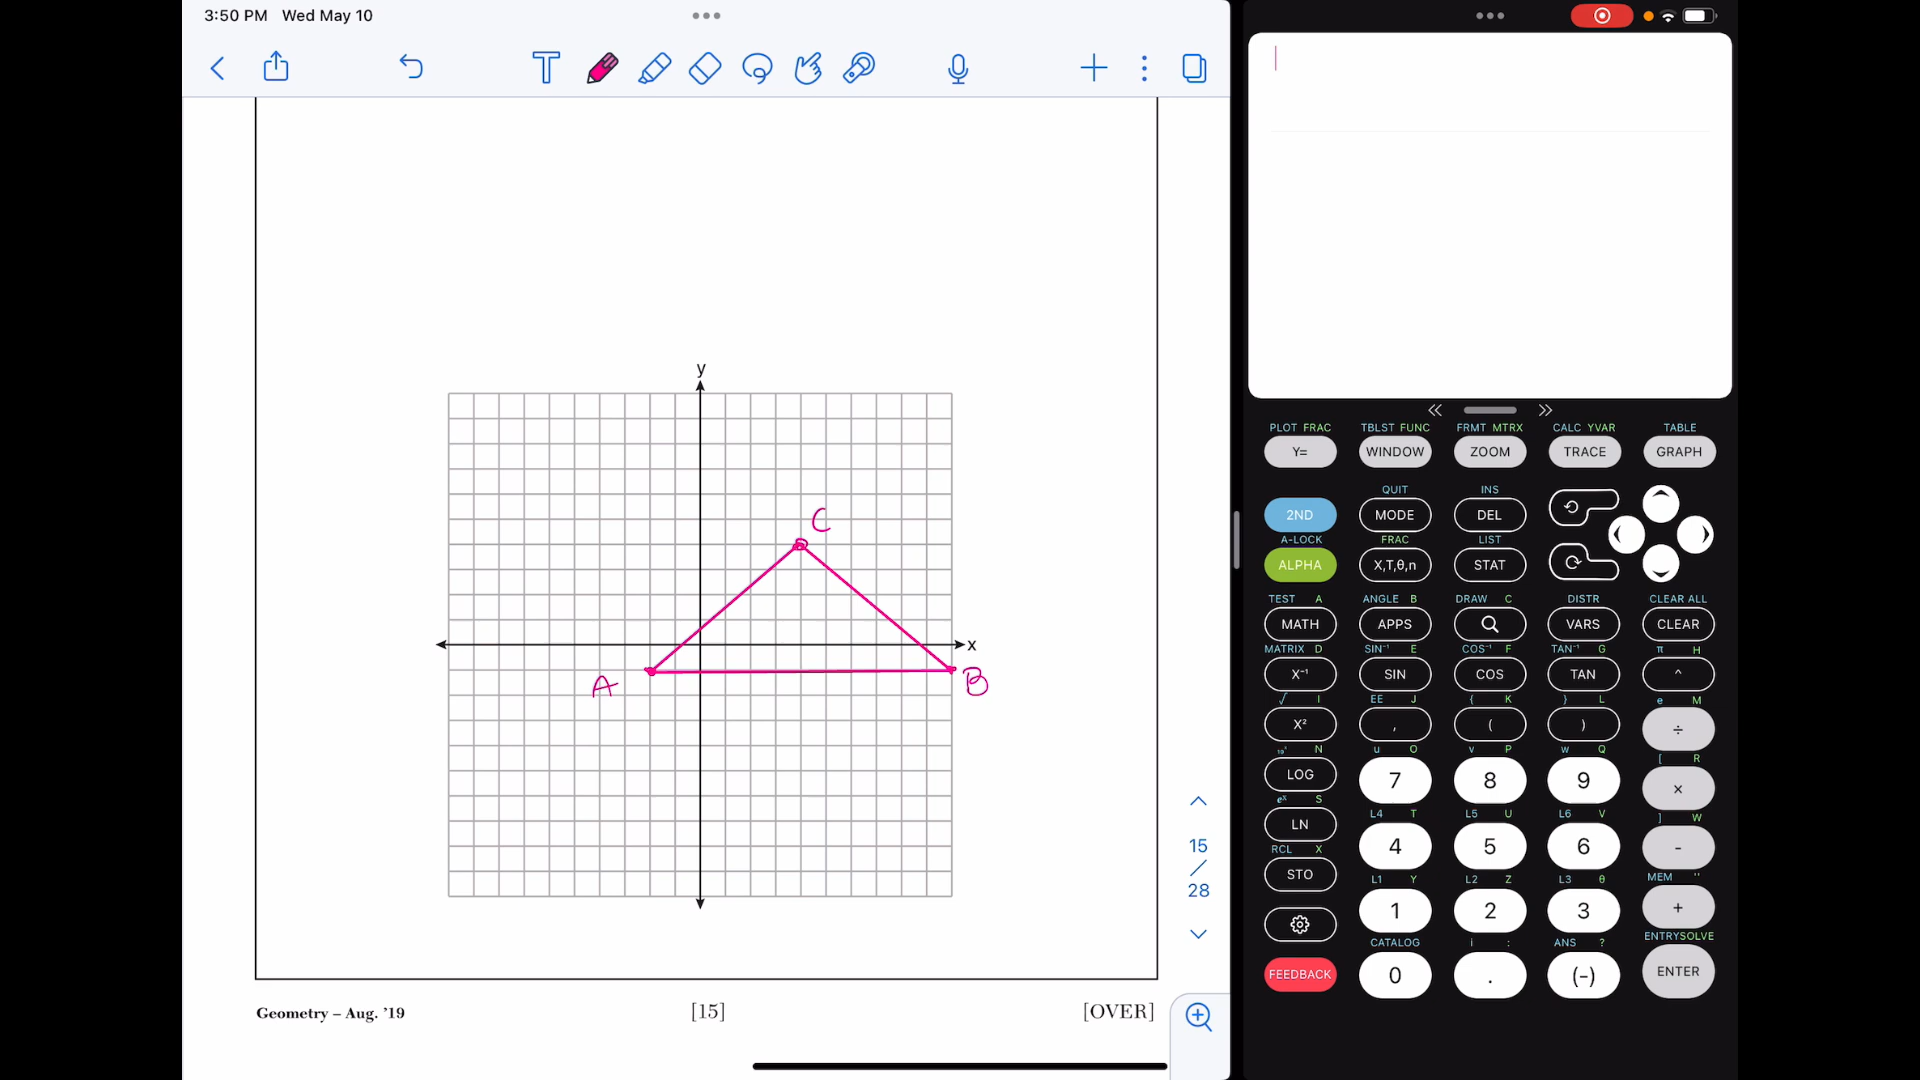 3:50 PM Wed May 10
T
y
C
x
A
B
15
28
Geometry – Aug. ’19
[15]
[OVER]
PLOT FRAC TBLST FUNC FRMT MTRX CALC YVAR TABLE
Y= WINDOW ZOOM TRACE GRAPH
QUIT INS
2ND MODE DEL
A-LOCK FRAC LIST
ALPHA X,T,θ,n STAT
TEST A ANGLE B DRAW C DISTR CLEAR ALL
MATH APPS VARS CLEAR
MATRIX D SIN⁻¹ E COS⁻¹ F TAN⁻¹ G π H
X⁻¹ SIN COS TAN ^
√ I EE J { K } L e M
X² , ( ) ÷
N u O v P w Q [ R
LOG 7 8 9 ×
eˣ S L4 T L5 U L6 V ] W
LN 4 5 6 -
RCL X L1 Y L2 Z L3 θ MEM "
STO 1 2 3 +
CATALOG i : ANS ? ENTRY SOLVE
FEEDBACK 0 . (-) ENTER